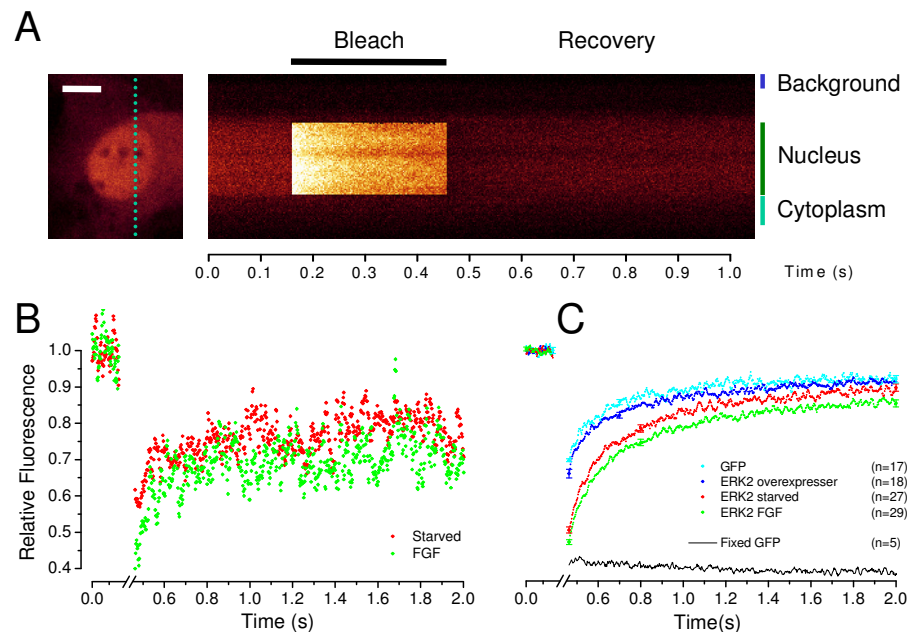 A
Bleach Recovery
Background
Nucleus
Cytoplasm
0.0 0.1 0.2 0.3 0.4 0.5 0.6 0.7 0.8 0.9 1.0 Time (s)
B
Relative Fluorescence
1.0
0.9
0.8
0.7
0.6
0.5
0.4
Starved
FGF
0.0 0.6 0.8 1.0 1.2 1.4 1.6 1.8 2.0
Time (s)
C
GFP (n=17)
ERK2 overexpresser (n=18)
ERK2 starved (n=27)
ERK2 FGF (n=29)
Fixed GFP (n=5)
0.0 0.6 0.8 1.0 1.2 1.4 1.6 1.8 2.0
Time(s)